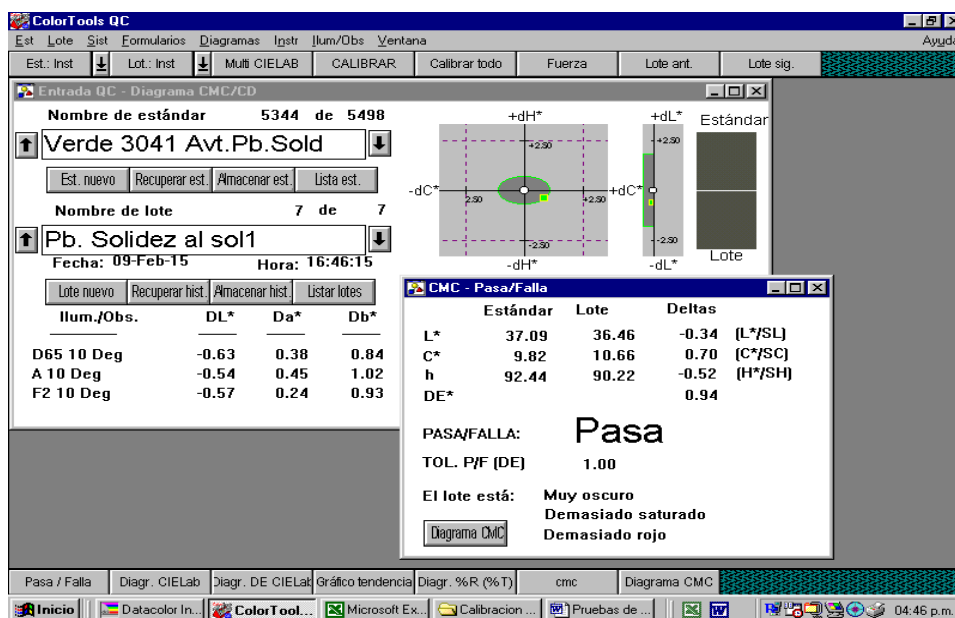 ColorTools QC
Est Lote Sist Formularios Diagramas Instr Ilum/Obs Ventana Ayuda
Est.: Inst Lot.: Inst Multi CIELAB CALIBRAR Calibrar todo Fuerza Lote ant. Lote sig.
Entrada QC - Diagrama CMC/CD
Nombre de estándar 5344 de 5498
Verde 3041 Avt.Pb.Sold
Est. nuevo Recuperar est. Almacenar est. Lista est.
Nombre de lote 7 de 7
Pb. Solidez al sol1
Fecha: 09-Feb-15 Hora: 16:46:15
Lote nuevo Recuperar hist. Almacenar hist. Listar lotes
Ilum./Obs. DL* Da* Db*
D65 10 Deg -0.63 0.38 0.84
A 10 Deg -0.54 0.45 1.02
F2 10 Deg -0.57 0.24 0.93
+dH* +dL* Estándar
+2.50 +2.50
-dC* 2.50 +2.50 +dC*
-2.50 -2.50
-dH* -dL* Lote
CMC - Pasa/Falla
Estándar Lote Deltas
L* 37.09 36.46 -0.34 (L*/SL)
C* 9.82 10.66 0.70 (C*/SC)
h 92.44 90.22 -0.52 (H*/SH)
DE* 0.94
PASA/FALLA: Pasa
TOL. P/F (DE) 1.00
El lote está: Muy oscuro
Demasiado saturado
Demasiado rojo
Diagrama CMC
Pasa / Falla Diagr. CIELab Diagr. DE CIELab Gráfico tendencia Diagr. %R (%T) cmc Diagrama CMC
Inicio Datacolor In... ColorTool... Microsoft Ex... Calibracion ... Pruebas de ... 04:46 p.m.